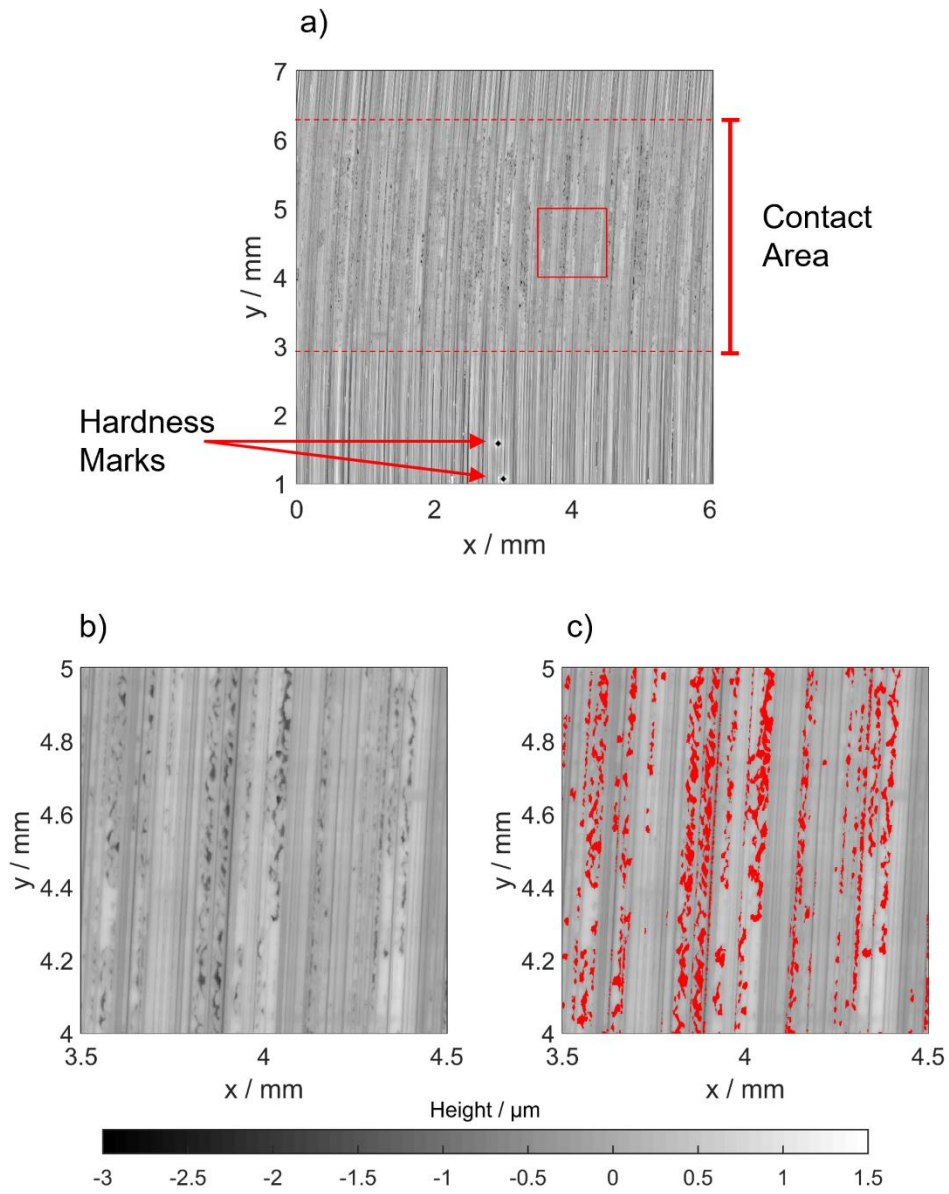 a)
7
6
5
4
3
2
1
y / mm
0 2 4 6
x / mm
Contact
Area
Hardness
Marks
b)
5
4.8
4.6
4.4
4.2
4
y / mm
3.5 4 4.5
x / mm
c)
5
4.8
4.6
4.4
4.2
4
y / mm
3.5 4 4.5
x / mm
Height / μm
-3 -2.5 -2 -1.5 -1 -0.5 0 0.5 1 1.5